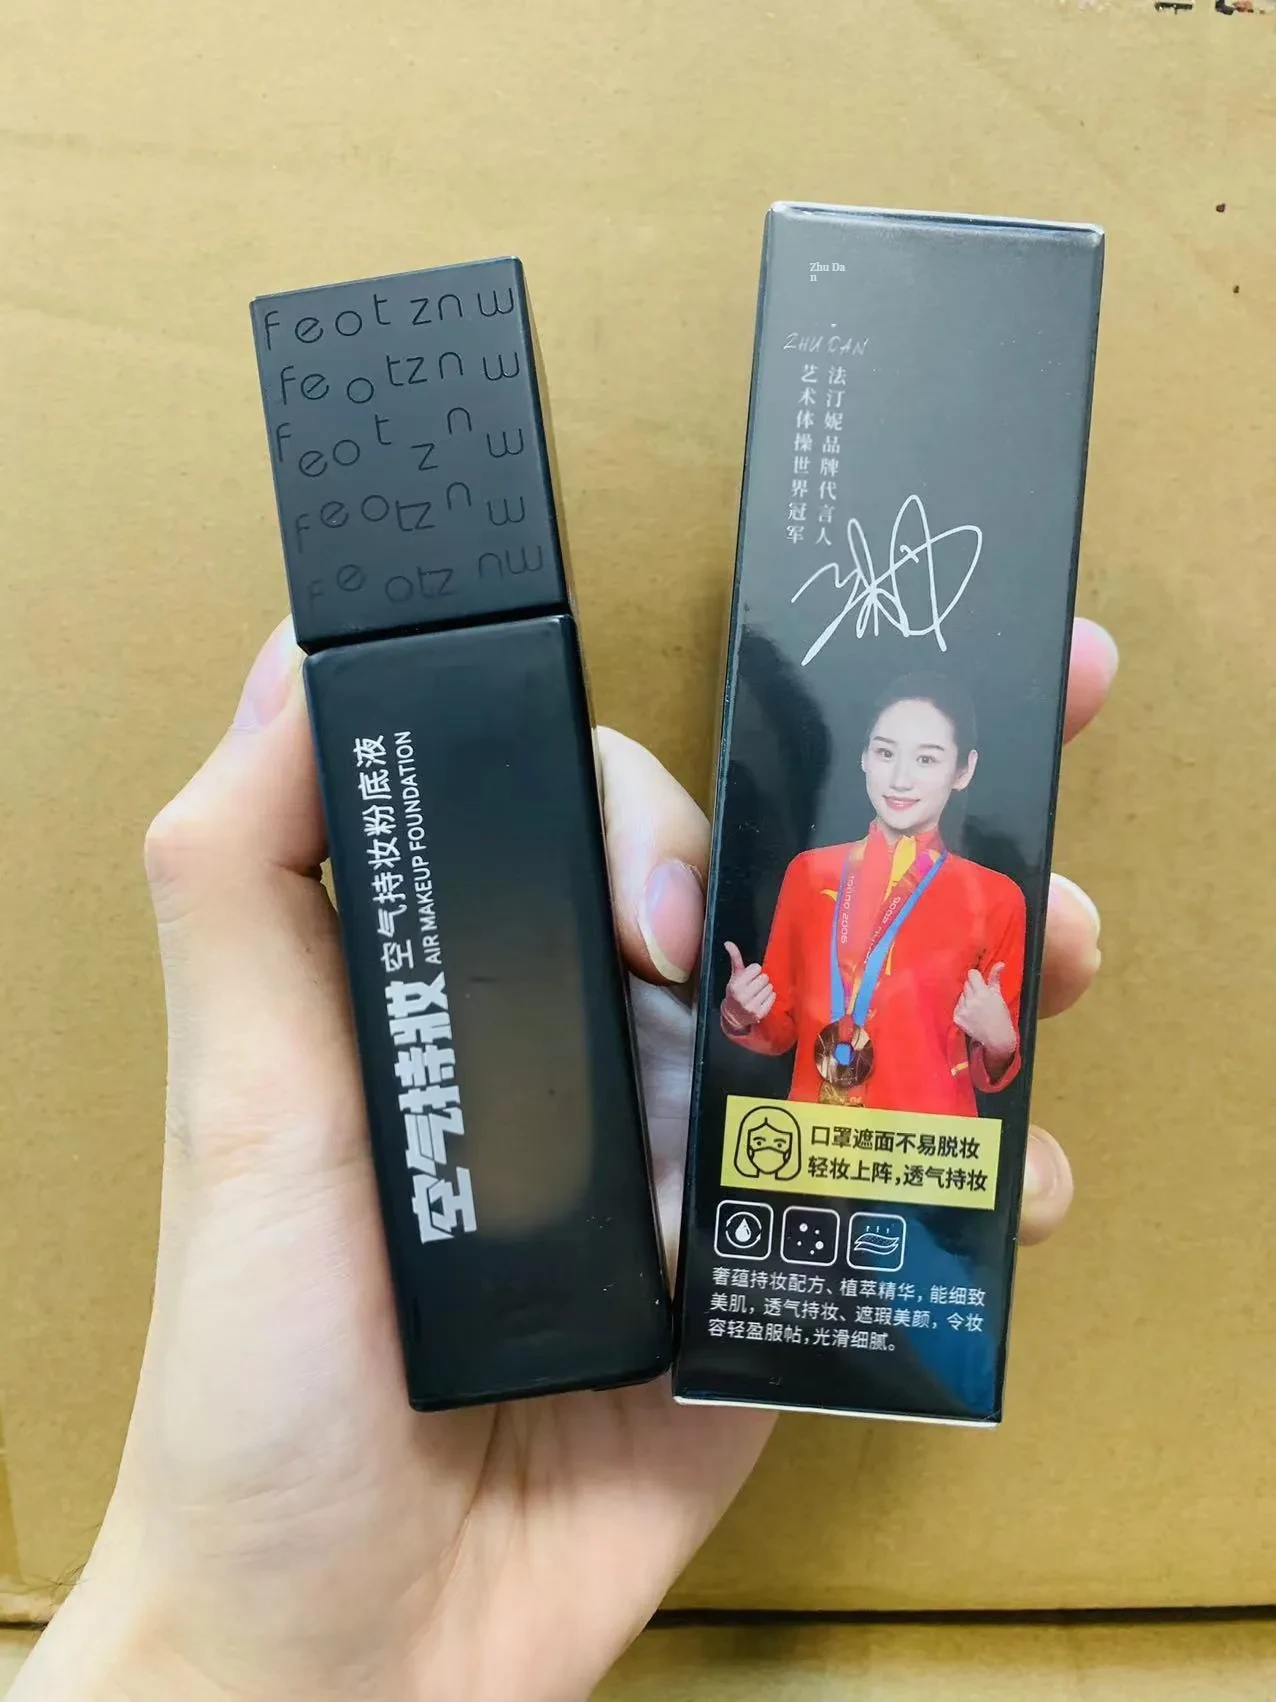 feotznw
feotznw
feotznw
feotznw
feotznw
空气持妆
空气持妆粉底液
AIR MAKEUP FOUNDATION
Zhu Da
n
ZHU DAN
法汀妮品牌代言人
艺术体操世界冠军
torino 2006
口罩遮面不易脱妆
轻妆上阵,透气持妆
奢蕴持妆配方、植萃精华，能细致
美肌，透气持妆、遮瑕美颜，令妆
容轻盈服帖,光滑细腻。